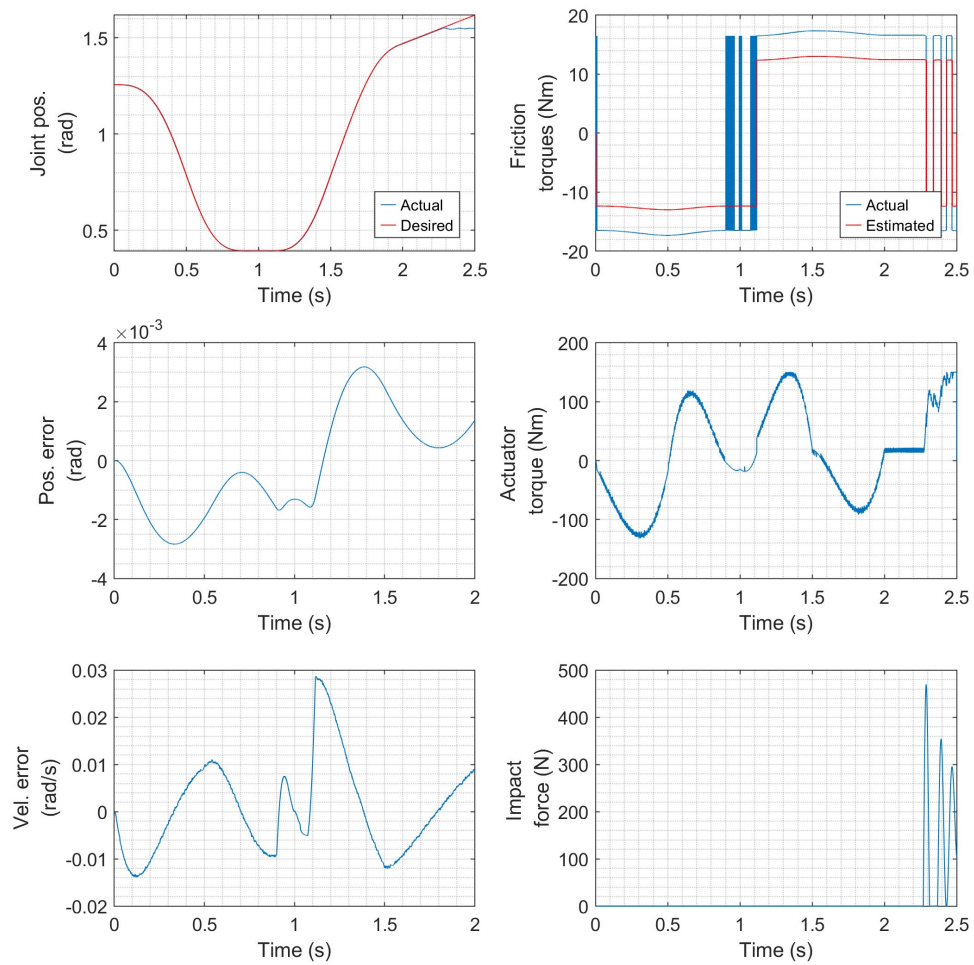 Joint pos.
(rad)
1.5
1
0.5
0
0.5
1
1.5
2
2.5
Time (s)
Actual
Desired
Friction
torques (Nm)
20
10
0
-10
-20
0
0.5
1
1.5
2
2.5
Time (s)
Actual
Estimated
×10⁻³
Pos. error
(rad)
4
2
0
-2
-4
0
0.5
1
1.5
2
Time (s)
Actuator
torque (Nm)
200
100
0
-100
-200
0
0.5
1
1.5
2
2.5
Time (s)
Vel. error
(rad/s)
0.03
0.02
0.01
0
-0.01
-0.02
0
0.5
1
1.5
2
Time (s)
Impact
force (N)
500
400
300
200
100
0
0
0.5
1
1.5
2
2.5
Time (s)